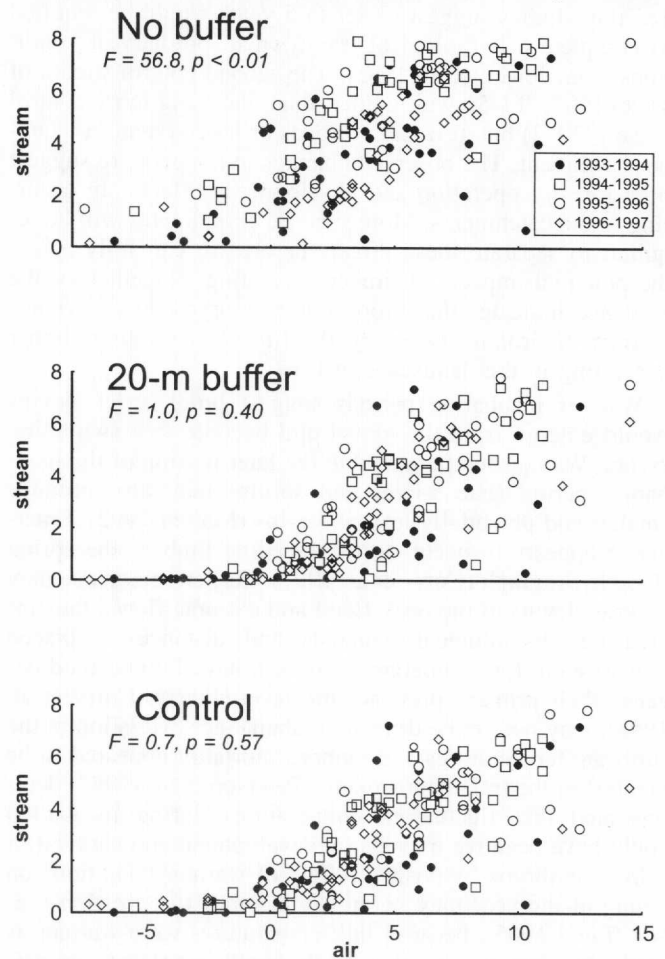 No buffer
F = 56.8, p < 0.01
8
6
4
2
0
stream
1993-1994
1994-1995
1995-1996
1996-1997
20-m buffer
F = 1.0, p = 0.40
8
6
4
2
0
stream
Control
F = 0.7, p = 0.57
8
6
4
2
0
stream
-5 0 5 10 15
air